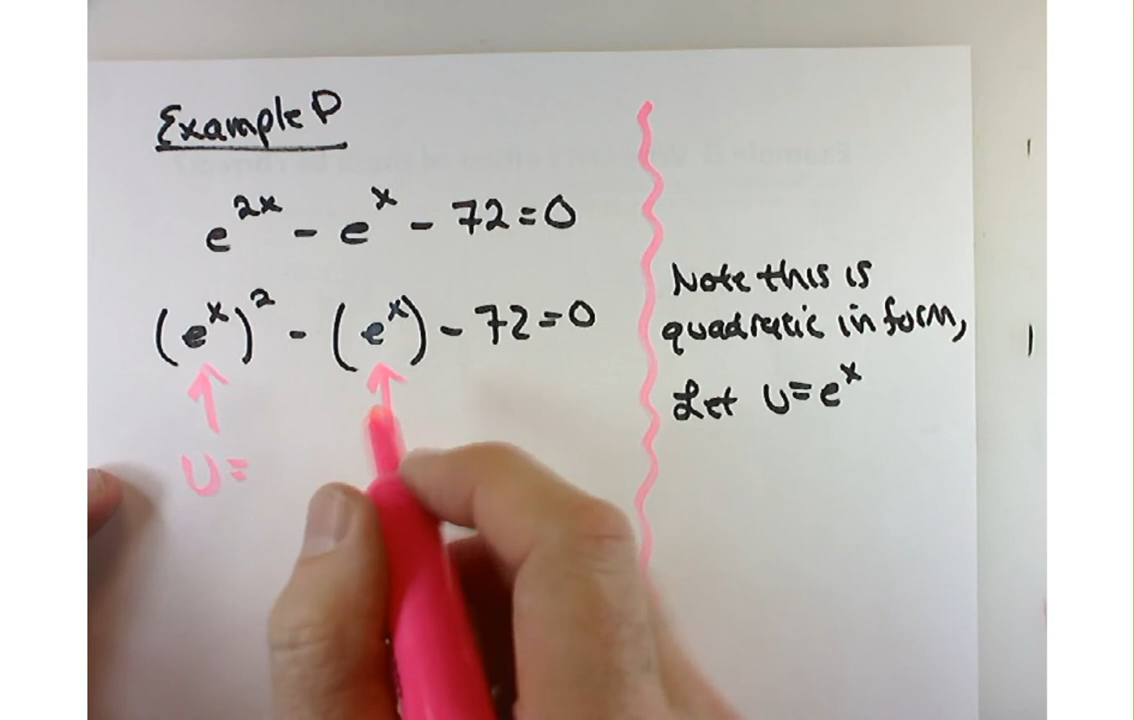 Example D
e^{2x} - e^x - 72 = 0
(e^x)^2 - (e^x) - 72 = 0
U =
Note this is
quadratic in form,
Let u = e^x